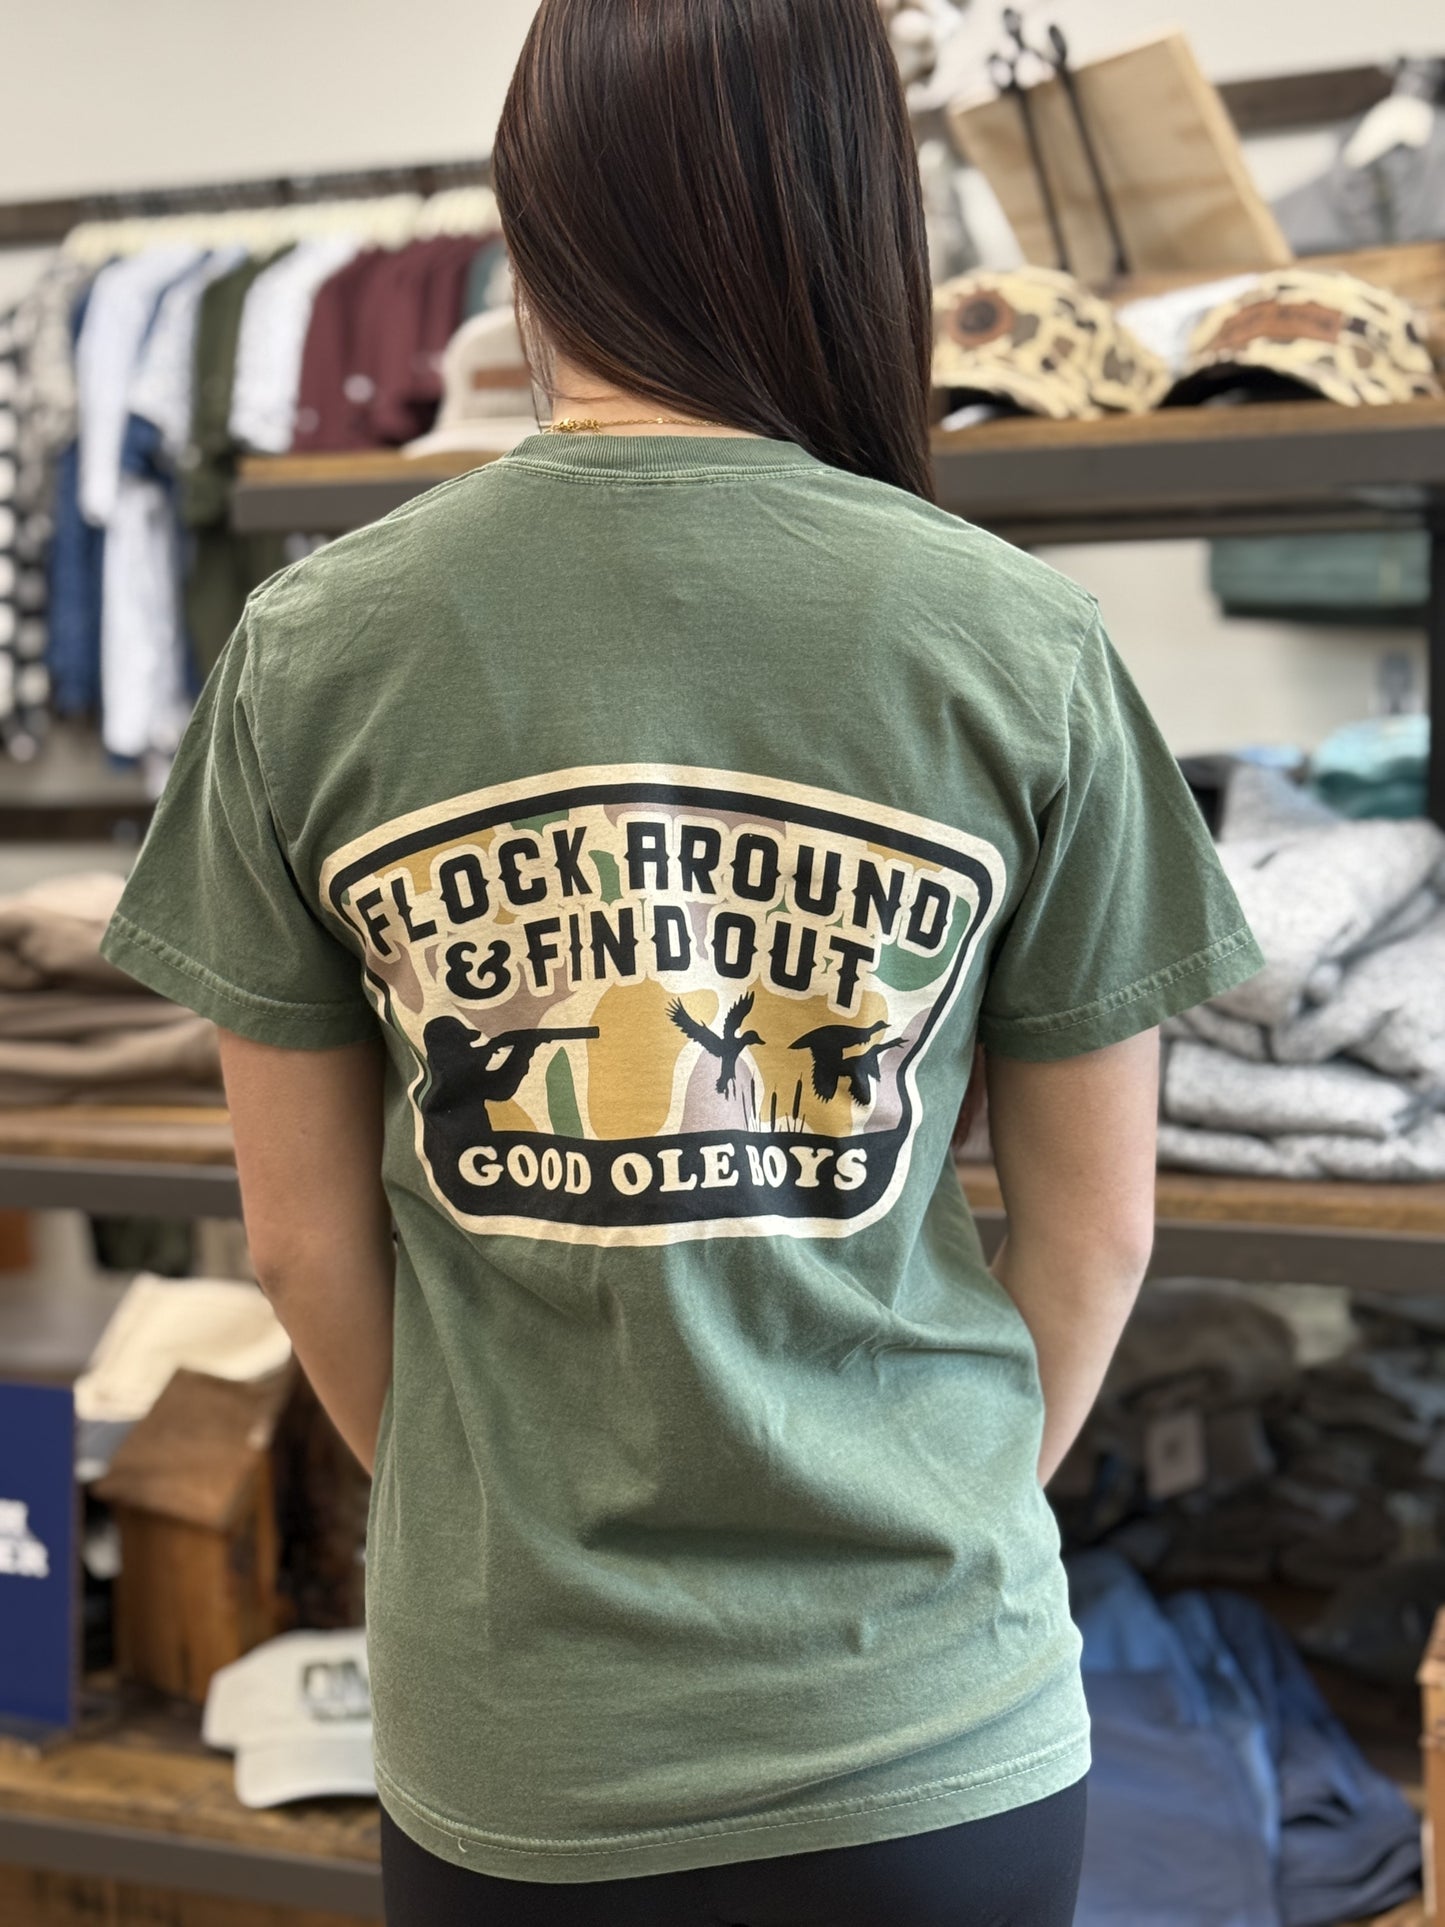 FLOCK AROUND
& FIND OUT
GOOD OLE BOYS